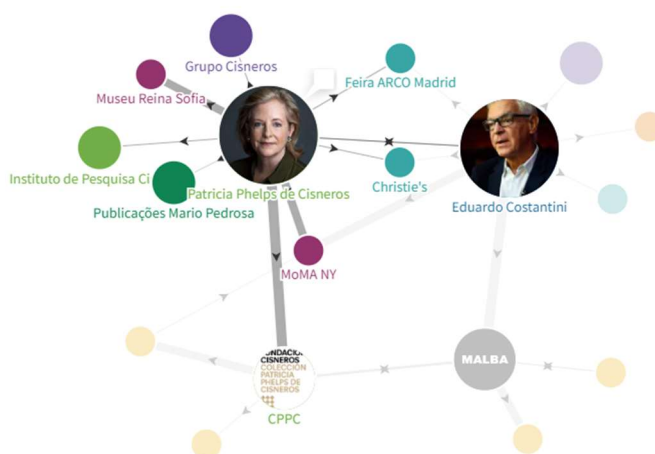 Grupo Cisneros
Feira ARCO Madrid
Museu Reina Sofia
Instituto de Pesquisa Ci
Patricia Phelps de Cisneros
Christie's
Publicações Mario Pedrosa
Eduardo Costantini
MoMA NY
CISNEROS
COLECCIÓN
PATRICIA
PHELPS DE
CISNEROS
MALBA
CPPC